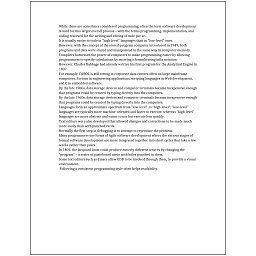 While these are sometimes considered programming, often the term software development
is used for this larger overall process – with the terms programming, implementation, and
coding reserved for the writing and editing of code per se.
It is usually easier to code in "high-level" languages than in "low-level" ones.
However, with the concept of the stored-program computer introduced in 1949, both
programs and data were stored and manipulated in the same way in computer memory.
Compilers harnessed the power of computers to make programming easier by allowing
programmers to specify calculations by entering a formula using infix notation.
However, Charles Babbage had already written his first program for the Analytical Engine in
1837.
For example, COBOL is still strong in corporate data centers often on large mainframe
computers, Fortran in engineering applications, scripting languages in Web development,
and C in embedded software.
By the late 1960s, data storage devices and computer terminals became inexpensive enough
that programs could be created by typing directly into the computers.
By the late 1960s, data storage devices and computer terminals became inexpensive enough
that programs could be created by typing directly into the computers.
Languages form an approximate spectrum from "low-level" to "high-level"; "low-level"
languages are typically more machine-oriented and faster to execute, whereas "high-level"
languages are more abstract and easier to use but execute less quickly.
Text editors were also developed that allowed changes and corrections to be made much
more easily than with punched cards.
Normally the first step in debugging is to attempt to reproduce the problem.
Many programmers use forms of Agile software development where the various stages of
formal software development are more integrated together into short cycles that take a few
weeks rather than years.
In 1801, the Jacquard loom could produce entirely different weaves by changing the
"program" – a series of pasteboard cards with holes punched in them.
Some text editors such as Emacs allow GDB to be invoked through them, to provide a visual
environment.
Following a consistent programming style often helps readability.